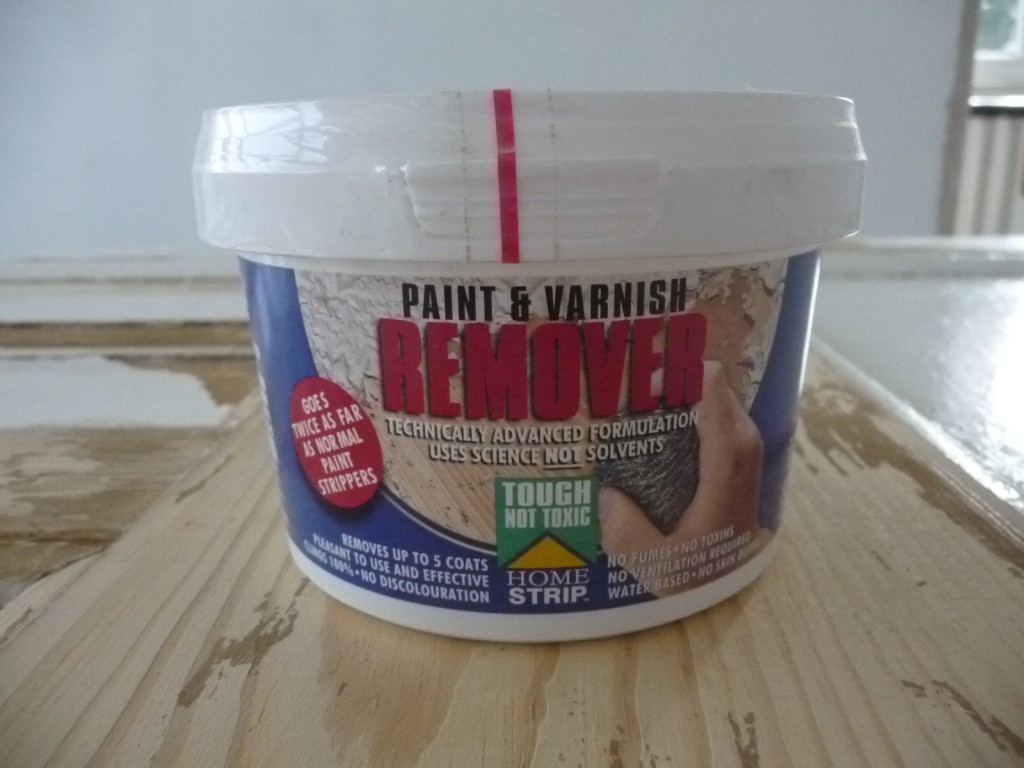 PAINT & VARNISH
REMOVER
TECHNICALLY ADVANCED FORMULATION
USES SCIENCE NOT SOLVENTS
GOES
TWICE AS FAR
AS NORMAL
PAINT
STRIPPERS
TOUGH
NOT TOXIC
HOME
STRIP™
REMOVES UP TO 5 COATS
PLEASANT TO USE AND EFFECTIVE
CLINGS 100% • NO DISCOLOURATION
NO FUMES • NO TOXINS
NO VENTILATION REQUIRED
WATER BASED • NO SKIN